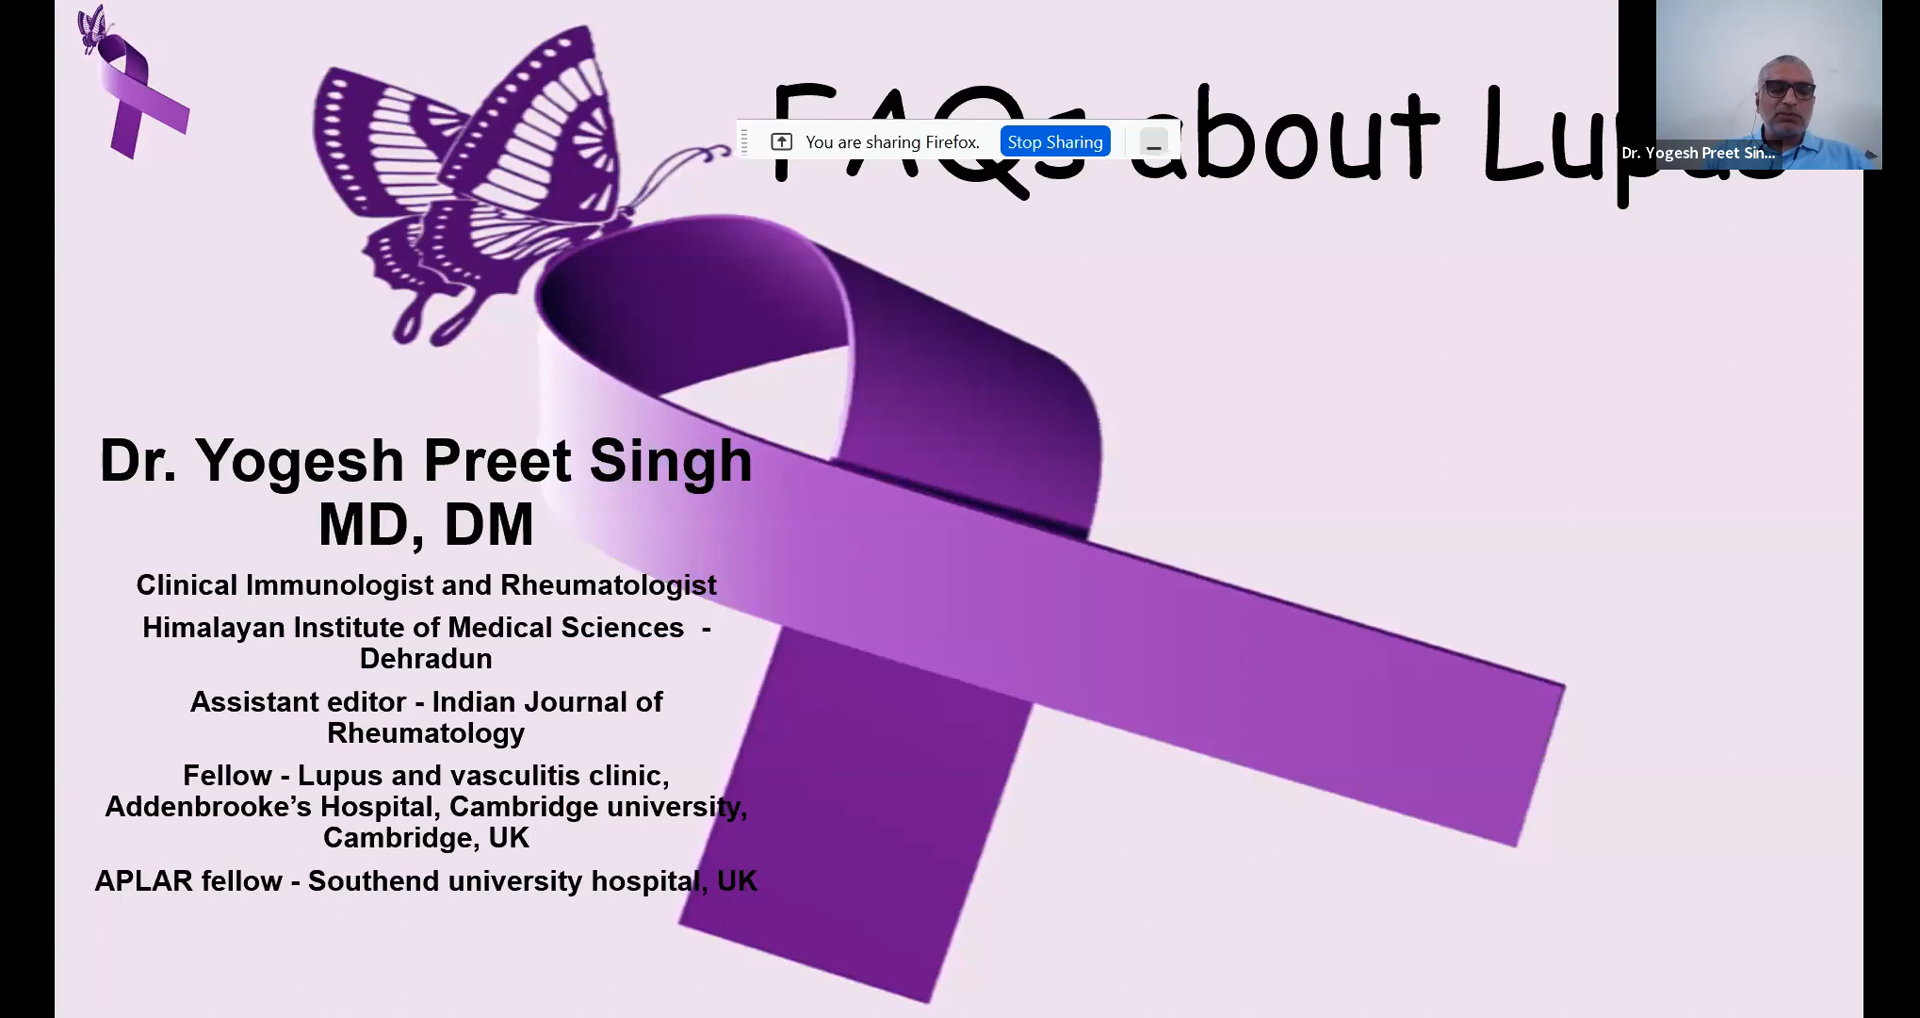 FAQs about Lupus
You are sharing Firefox.
Stop Sharing
Dr. Yogesh Preet Sin...
Dr. Yogesh Preet Singh
MD, DM
Clinical Immunologist and Rheumatologist
Himalayan Institute of Medical Sciences -
Dehradun
Assistant editor - Indian Journal of
Rheumatology
Fellow - Lupus and vasculitis clinic,
Addenbrooke’s Hospital, Cambridge university,
Cambridge, UK
APLAR fellow - Southend university hospital, UK